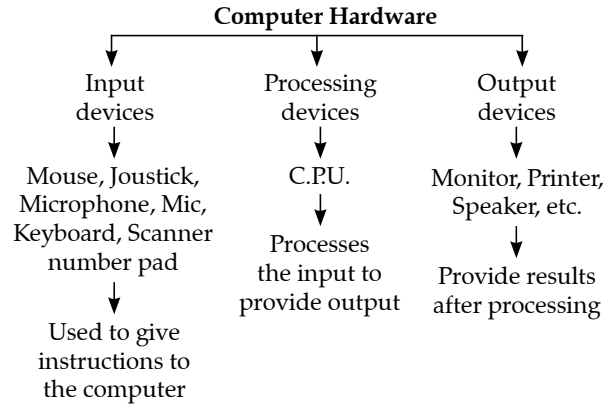 Computer Hardware
Input
devices
Mouse, Joustick,
Microphone, Mic,
Keyboard, Scanner
number pad
Used to give
instructions to
the computer
Processing
devices
C.P.U.
Processes
the input to
provide output
Output
devices
Monitor, Printer,
Speaker, etc.
Provide results
after processing